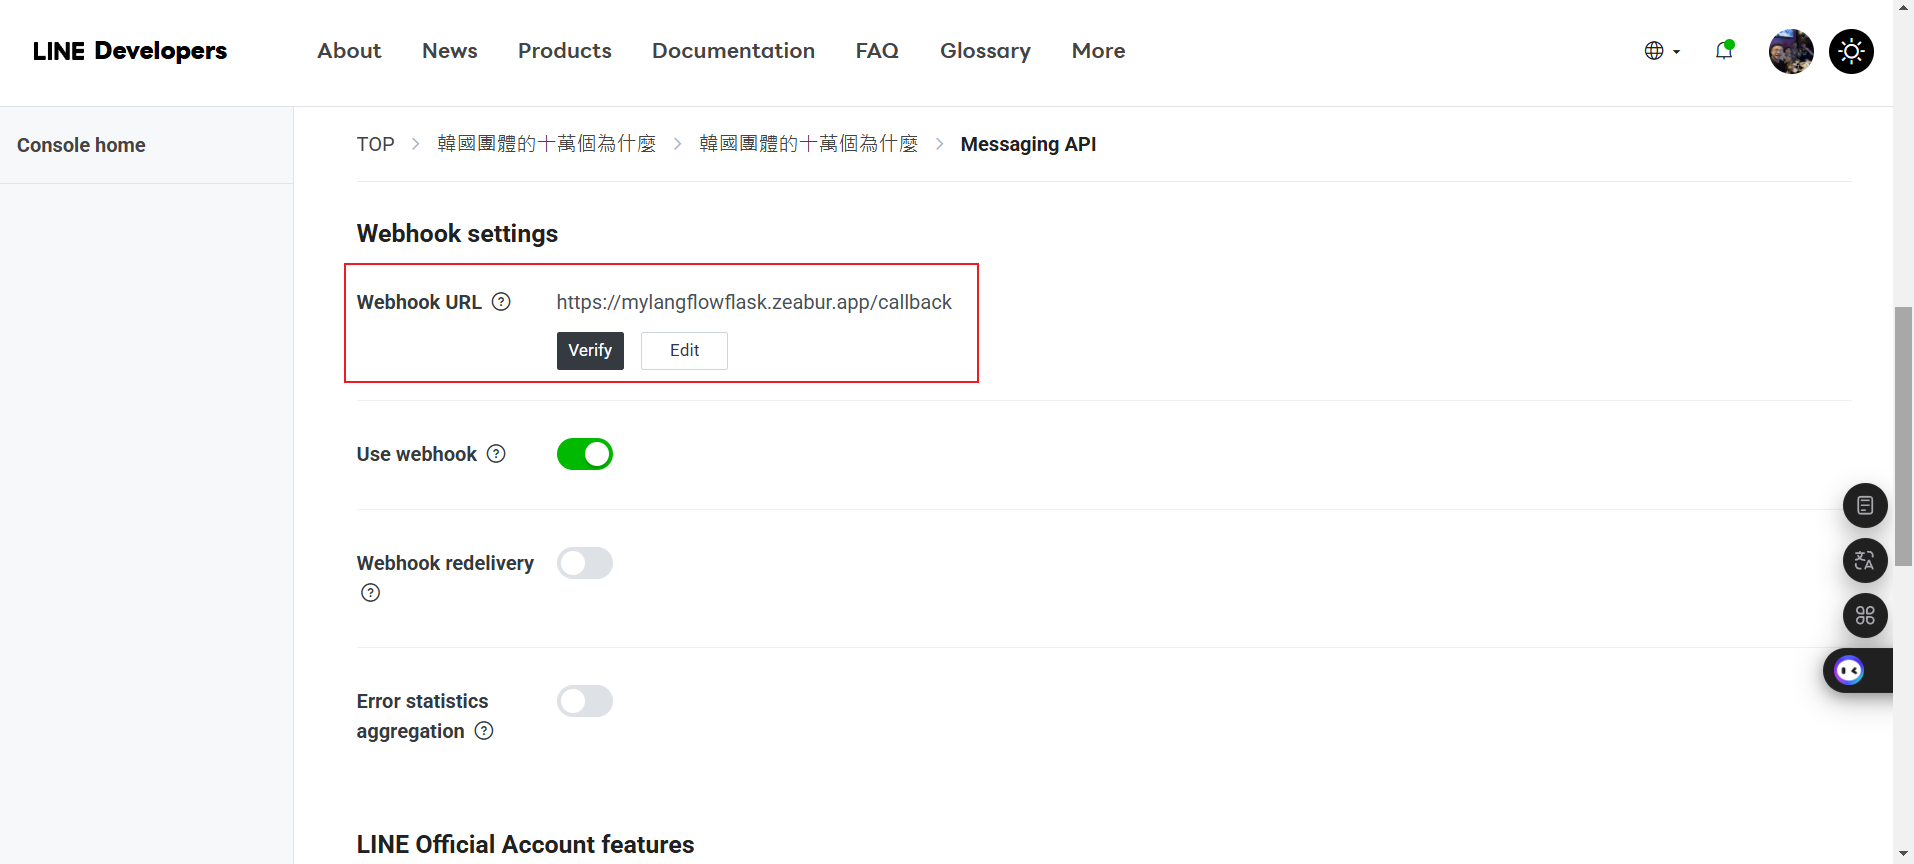 LINE Developers
About News Products Documentation FAQ Glossary More
Console home
TOP 韓國團體的十萬個為什麼 韓國團體的十萬個為什麼 Messaging API
Webhook settings
Webhook URL ? https://mylangflowflask.zeabur.app/callback
Verify Edit
Use webhook ?
Webhook redelivery
?
Error statistics
aggregation ?
LINE Official Account features